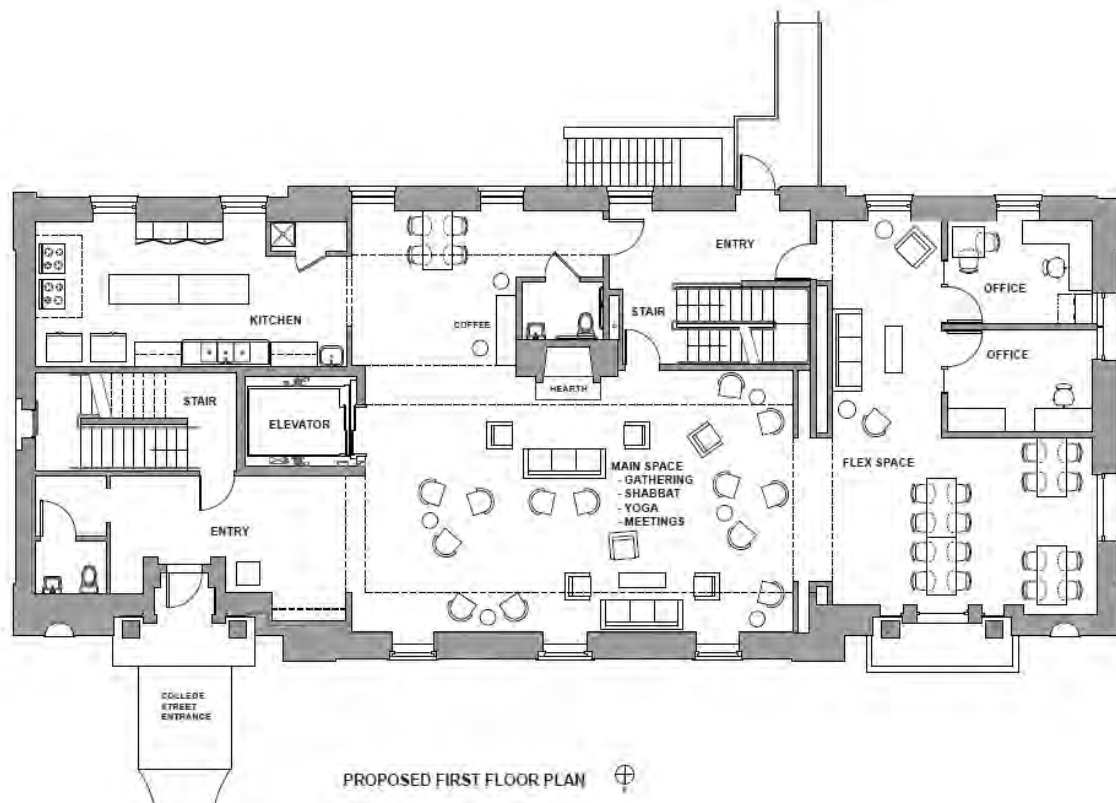 ENTRY
OFFICE
KITCHEN
COFFEE
STAIR
OFFICE
HEARTH
STAIR
ELEVATOR
MAIN SPACE
- GATHERING
- SHABBAT
- YOGA
- MEETINGS
FLEX SPACE
ENTRY
COLLEGE
STREET
ENTRANCE
PROPOSED FIRST FLOOR PLAN